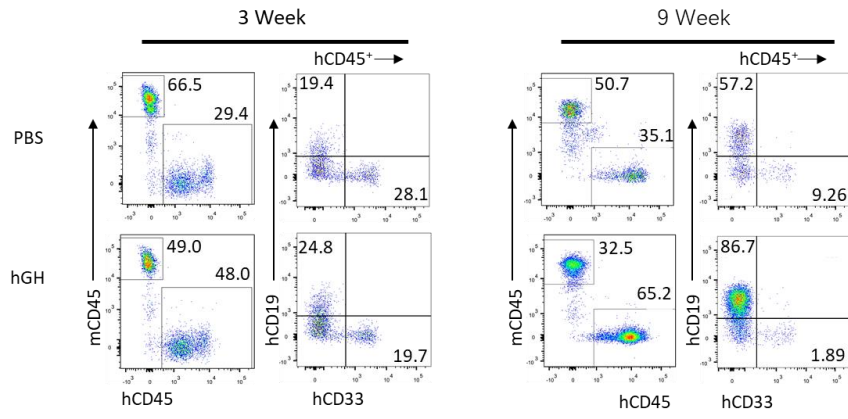 3 Week
9 Week
hCD45⁺
hCD45⁺
PBS
hGH
66.5
29.4
19.4
28.1
50.7
35.1
57.2
9.26
49.0
48.0
24.8
19.7
32.5
65.2
86.7
1.89
mCD45
hCD19
mCD45
hCD19
hCD45
hCD33
hCD45
hCD33